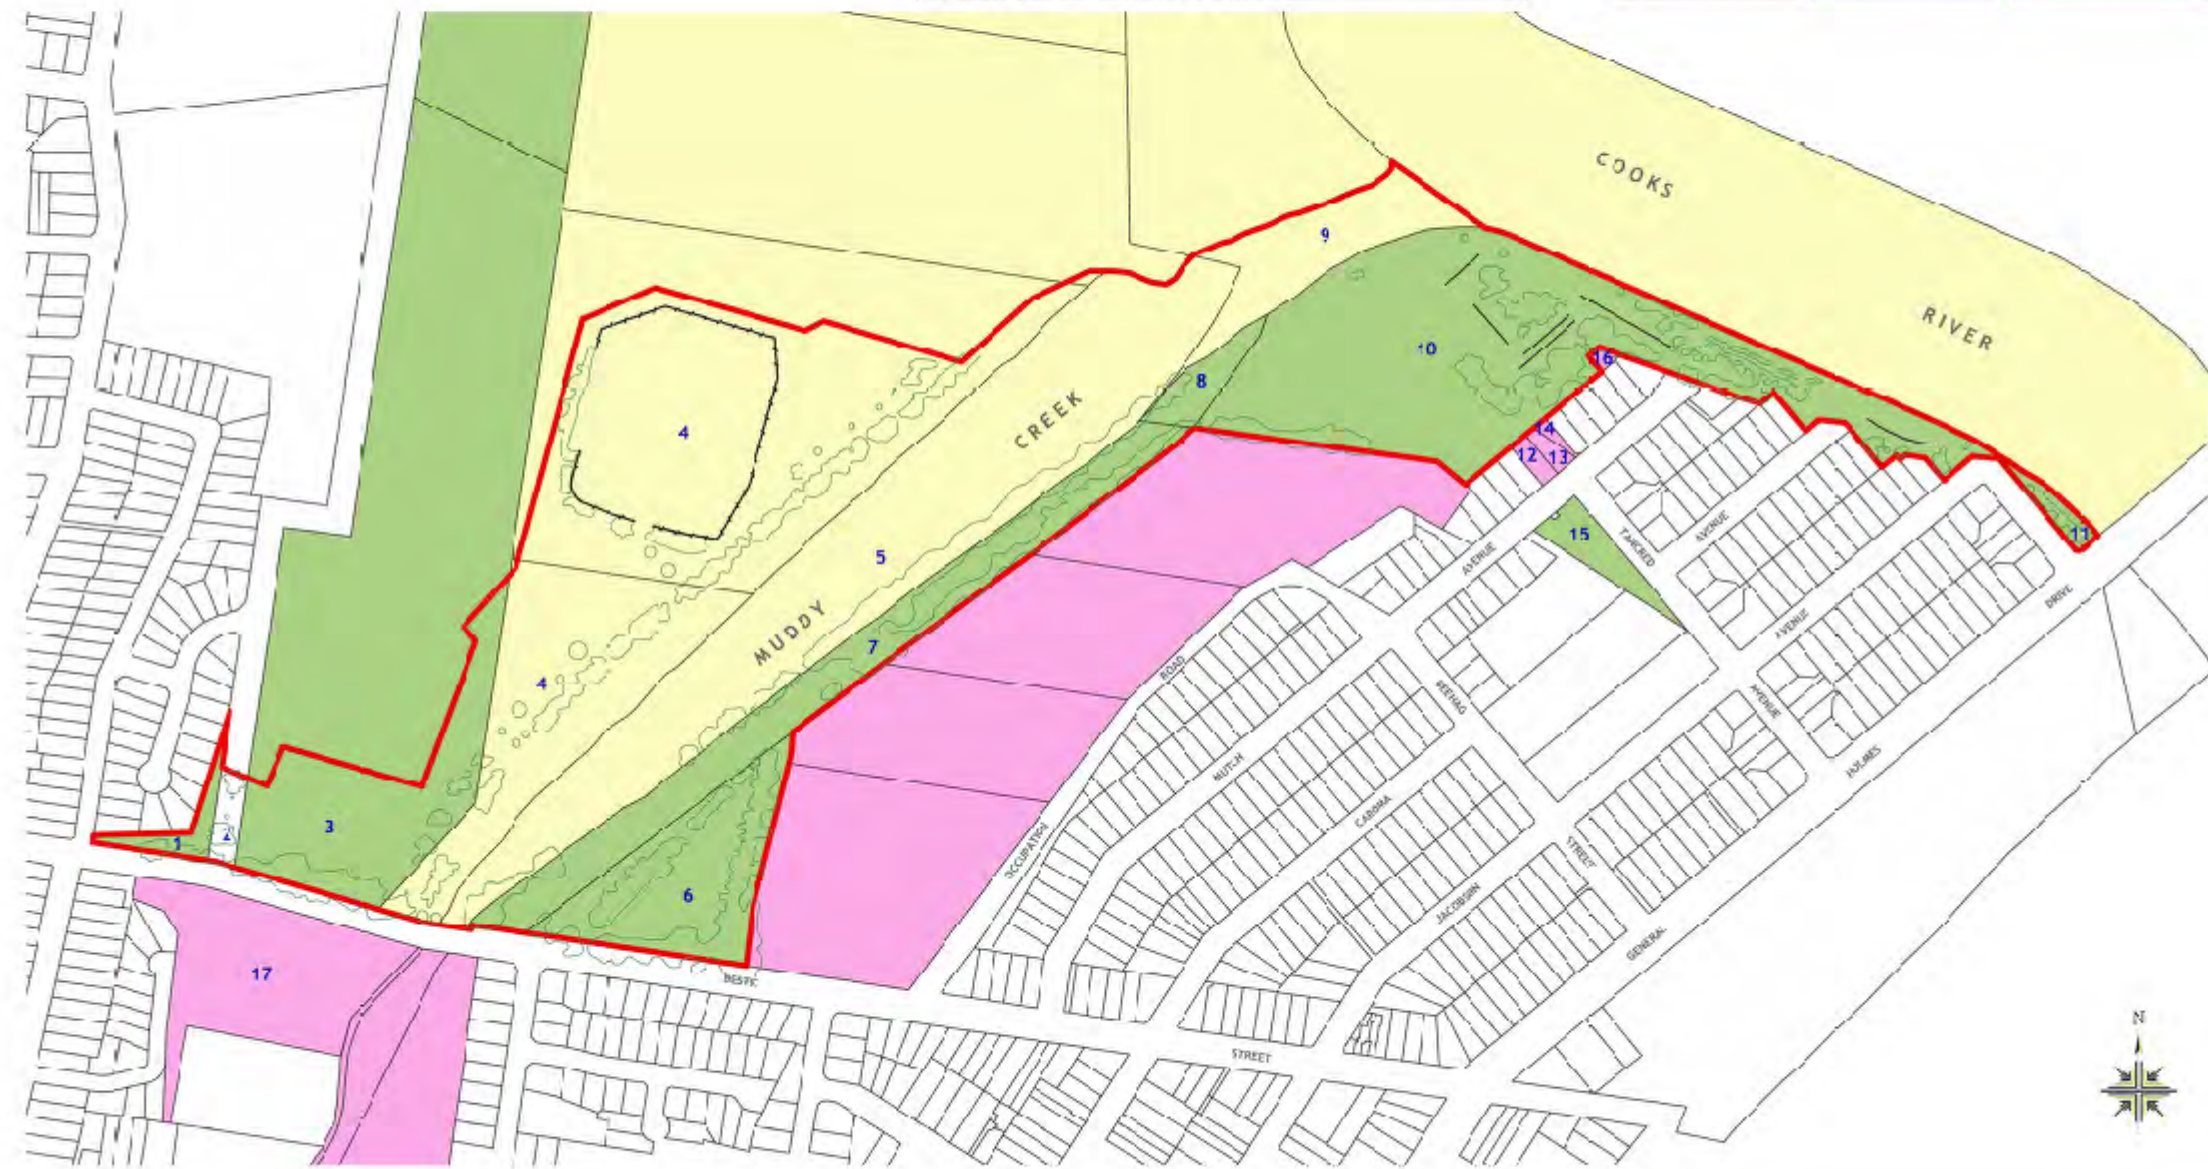 COOKS
9
RIVER
10
16
8
4
CREEK
14
12
13
15
11
5
AVENUE
TANCRED
AVENUE
MUDDY
7
4
ROAD
AVENUE
DRIVE
AVENUE
MUTCH
HOLMES
3
1
2
CABOMA
STREET
OCCUPATION
6
JACOBSON
GENERAL
17
BESTIC
STREET
N